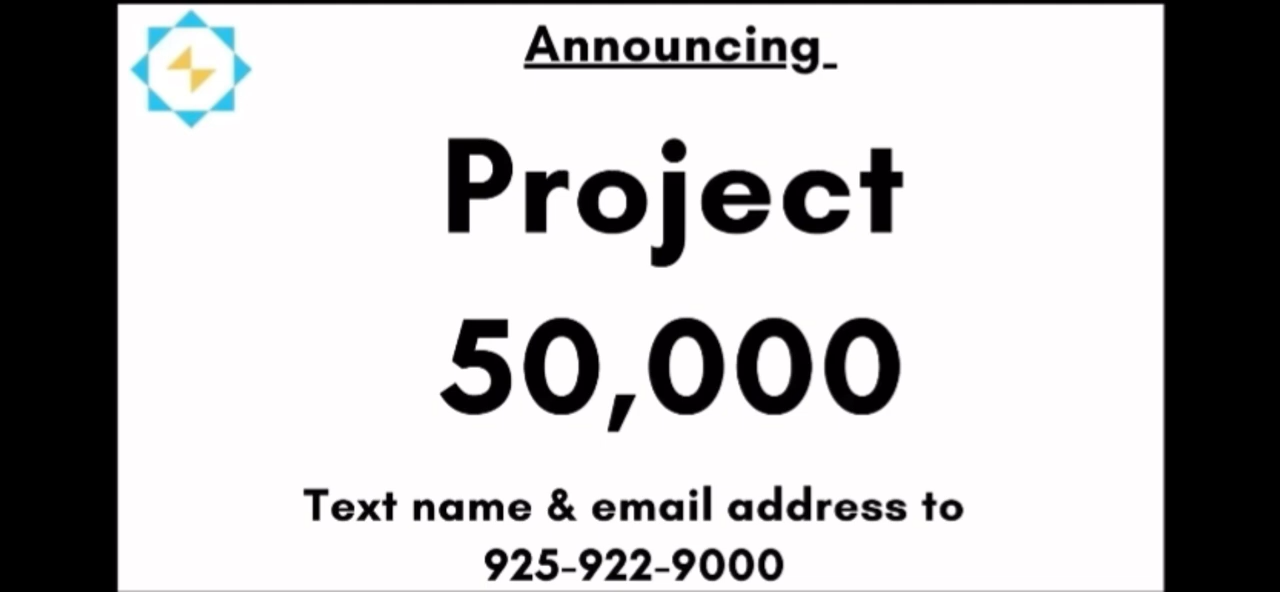 Announcing
Project
50,000
Text name & email address to
925-922-9000